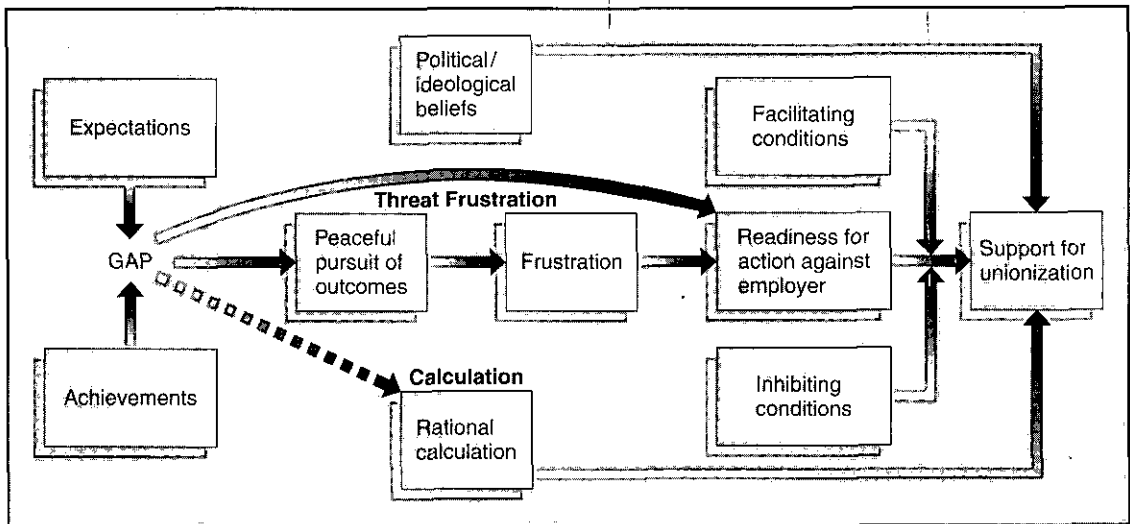 Political/
ideological
beliefs
Expectations
Facilitating
conditions
Threat Frustration
GAP
Peaceful
pursuit of
outcomes
Frustration
Readiness for
action against
employer
Support for
unionization
Achievements
Calculation
Rational
calculation
Inhibiting
conditions